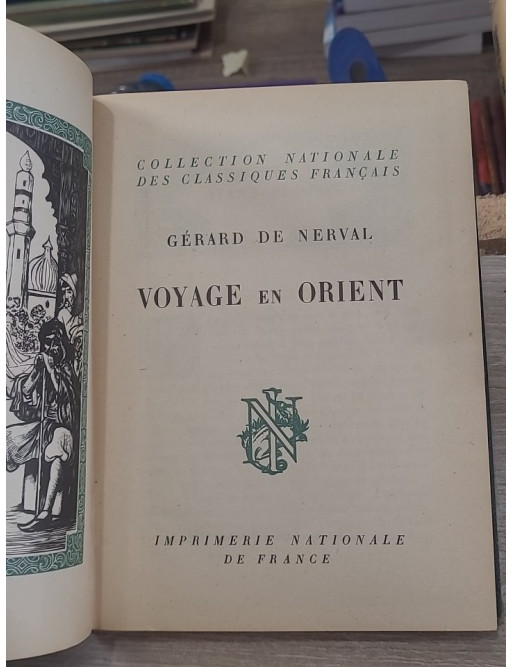 COLLECTION NATIONALE
DES CLASSIQUES FRANÇAIS
GÉRARD DE NERVAL
VOYAGE EN ORIENT
IMPRIMERIE NATIONALE
DE FRANCE